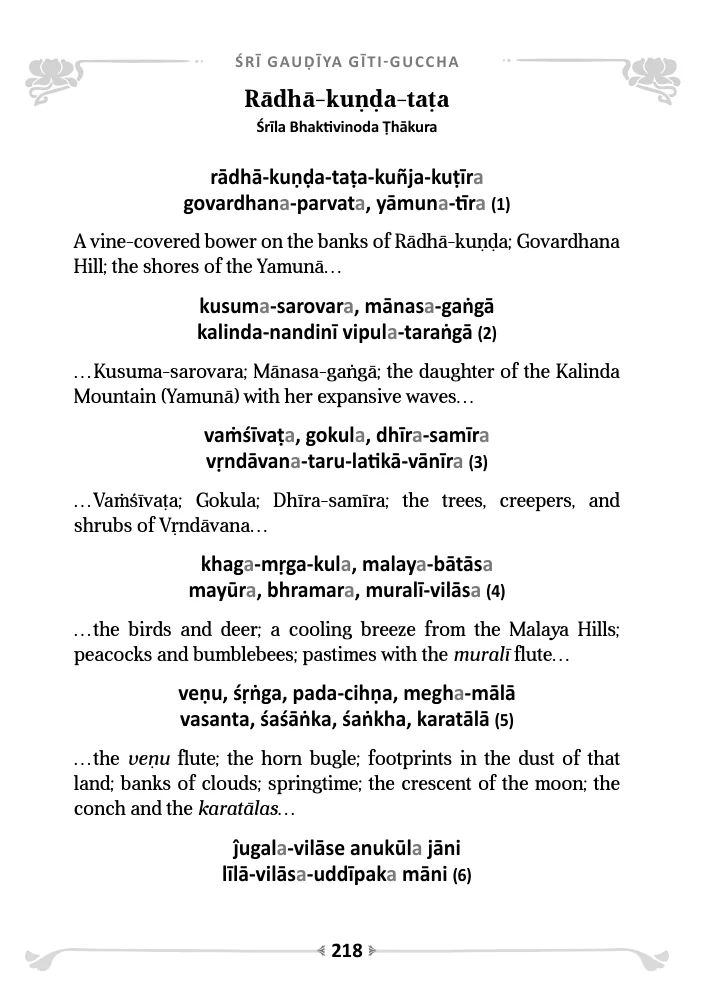 ŚRĪ GAUḌĪYA GĪTI-GUCCHA
Rādhā-kuṇḍa-taṭa
Śrīla Bhaktivinoda Ṭhākura
rādhā-kuṇḍa-taṭa-kuñja-kuṭīra
govardhana-parvata, yāmuna-tīra (1)
A vine-covered bower on the banks of Rādhā-kuṇḍa; Govardhana
Hill; the shores of the Yamunā…
kusuma-sarovara, mānasa-gaṅgā
kalinda-nandinī vipula-taraṅgā (2)
…Kusuma-sarovara; Mānasa-gaṅgā; the daughter of the Kalinda
Mountain (Yamunā) with her expansive waves…
vaṁśīvaṭa, gokula, dhīra-samīra
vṛndāvana-taru-latikā-vānīra (3)
…Vaṁśīvaṭa; Gokula; Dhīra-samīra; the trees, creepers, and
shrubs of Vṛndāvana…
khaga-mṛga-kula, malaya-bātāsa
mayūra, bhramara, muralī-vilāsa (4)
…the birds and deer; a cooling breeze from the Malaya Hills;
peacocks and bumblebees; pastimes with the muralī flute…
veṇu, śṛṅga, pada-cihṇa, megha-mālā
vasanta, śaśāṅka, śaṅkha, karatālā (5)
…the veṇu flute; the horn bugle; footprints in the dust of that
land; banks of clouds; springtime; the crescent of the moon; the
conch and the karatālas…
ĵugala-vilāse anukūla jāni
līlā-vilāsa-uddīpaka māni (6)
218